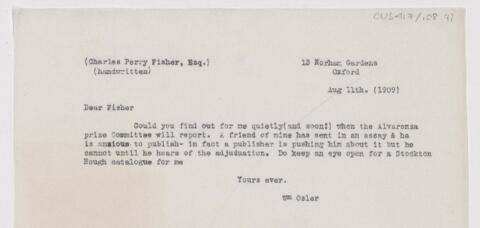 CUS417/108.41
(Charles Perry Fisher, Esq.) 13 Norham Gardens
(handwritten) Oxford
Aug 11th. (1909)
Dear Fisher
Could you find out for me quietly(and soon!) when the Alvarenza
prize Committee will report. A friend of mine has sent in an essay & he
is anxious to publish- in fact a publisher is pushing him about it but he
cannot until he hears of the adjuduation. Do keep an eye open for a Stockton
Hough catalogue for me
Yours ever.
Wm Osler